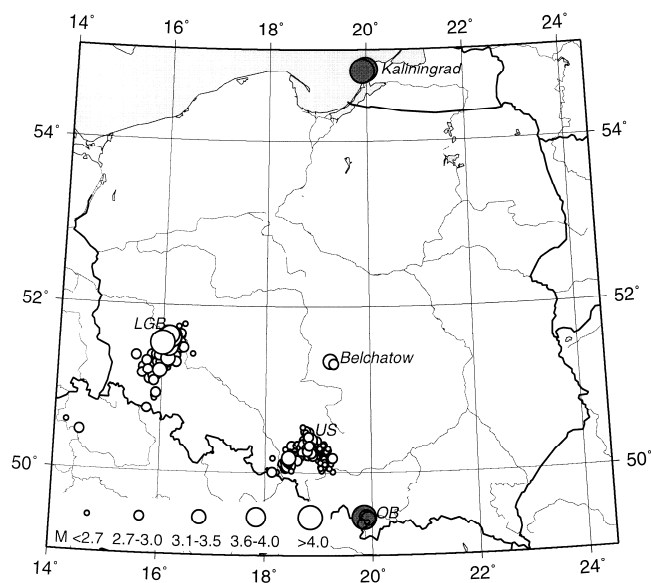 14° 16° 18° 20° 22° 24°
Kaliningrad
54° 54°
52° 52°
LGB
Belchatow
US
50° 50°
OB
M <2.7 2.7-3.0 3.1-3.5 3.6-4.0 >4.0
14° 16° 18° 20° 22° 24°